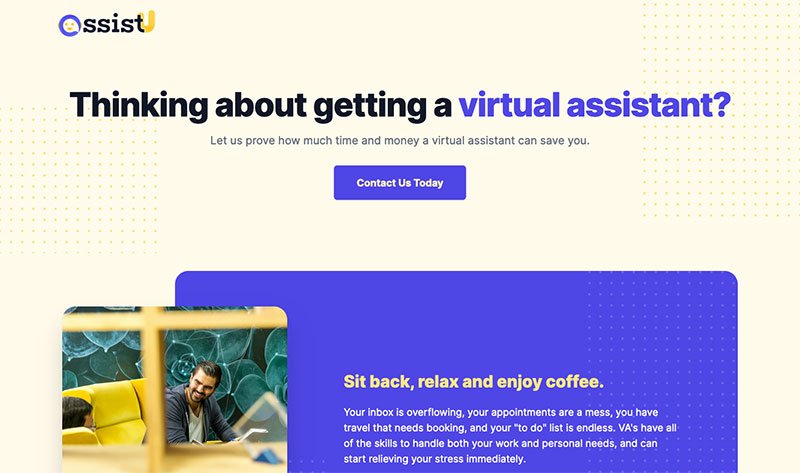 assistU
Thinking about getting a virtual assistant?
Let us prove how much time and money a virtual assistant can save you.
Contact Us Today
Sit back, relax and enjoy coffee.
Your inbox is overflowing, your appointments are a mess, you have
travel that needs booking, and your "to do" list is endless. VA's have all
of the skills to handle both your work and personal needs, and can
start relieving your stress immediately.